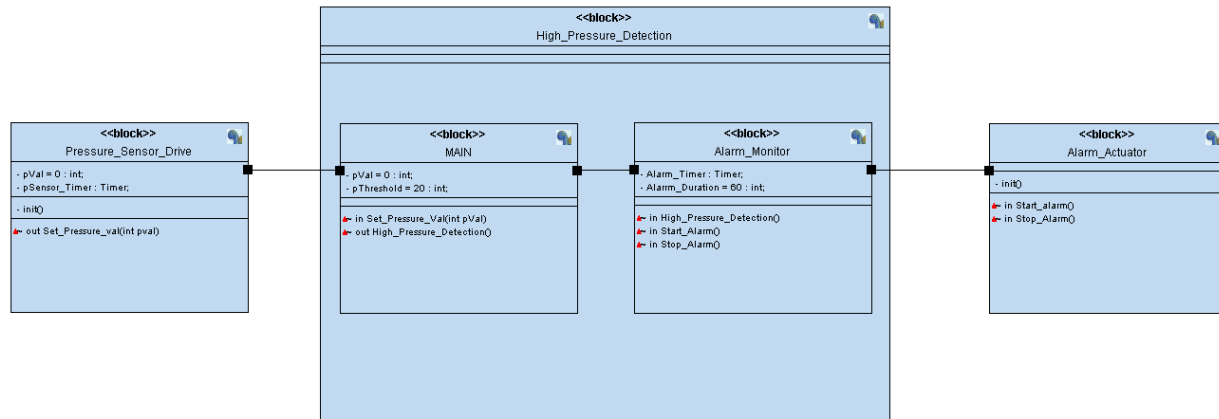 <<block>>
High_Pressure_Detection
<<block>>
Pressure_Sensor_Drive
- pVal = 0 : int;
- pSensor_Timer : Timer;
- init()
out Set_Pressure_val(int pval)
<<block>>
MAIN
- pVal = 0 : int;
- pThreshold = 20 : int;
in Set_Pressure_Val(int pVal)
out High_Pressure_Detection()
<<block>>
Alarm_Monitor
- Alarm_Timer : Timer;
- Alarrm_Duration = 60 : int;
in High_Pressure_Detection()
in Start_Alarm()
in Stop_Alarm()
<<block>>
Alarm_Actuator
- init()
in Start_alarm()
in Stop_Alarm()